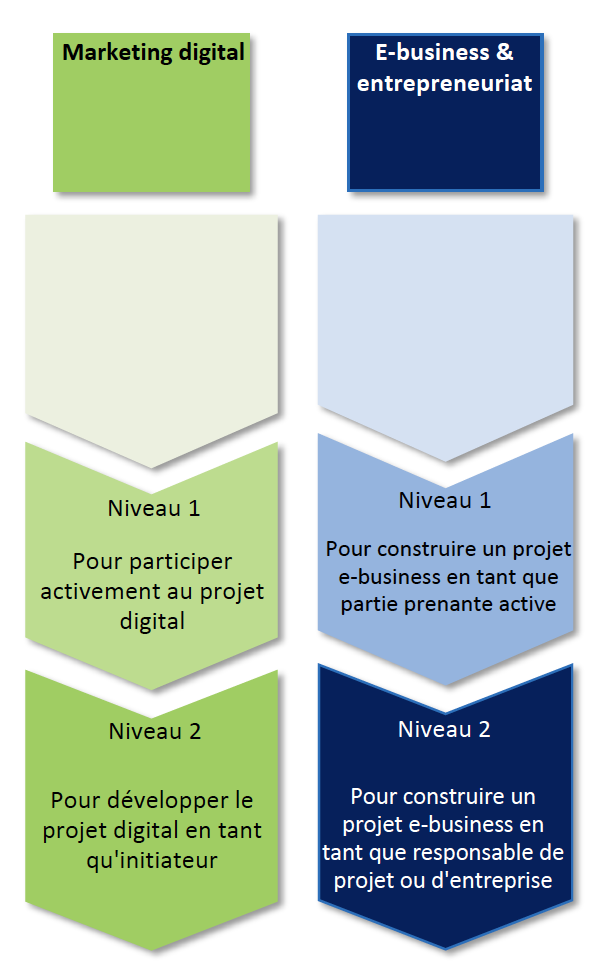 Marketing digital
E-business &
entrepreneuriat
Niveau 1
Pour participer
activement au projet
digital
Niveau 1
Pour construire un projet
e-business en tant que
partie prenante active
Niveau 2
Pour développer le
projet digital en tant
qu'initiateur
Niveau 2
Pour construire un
projet e-business en
tant que responsable de
projet ou d'entreprise